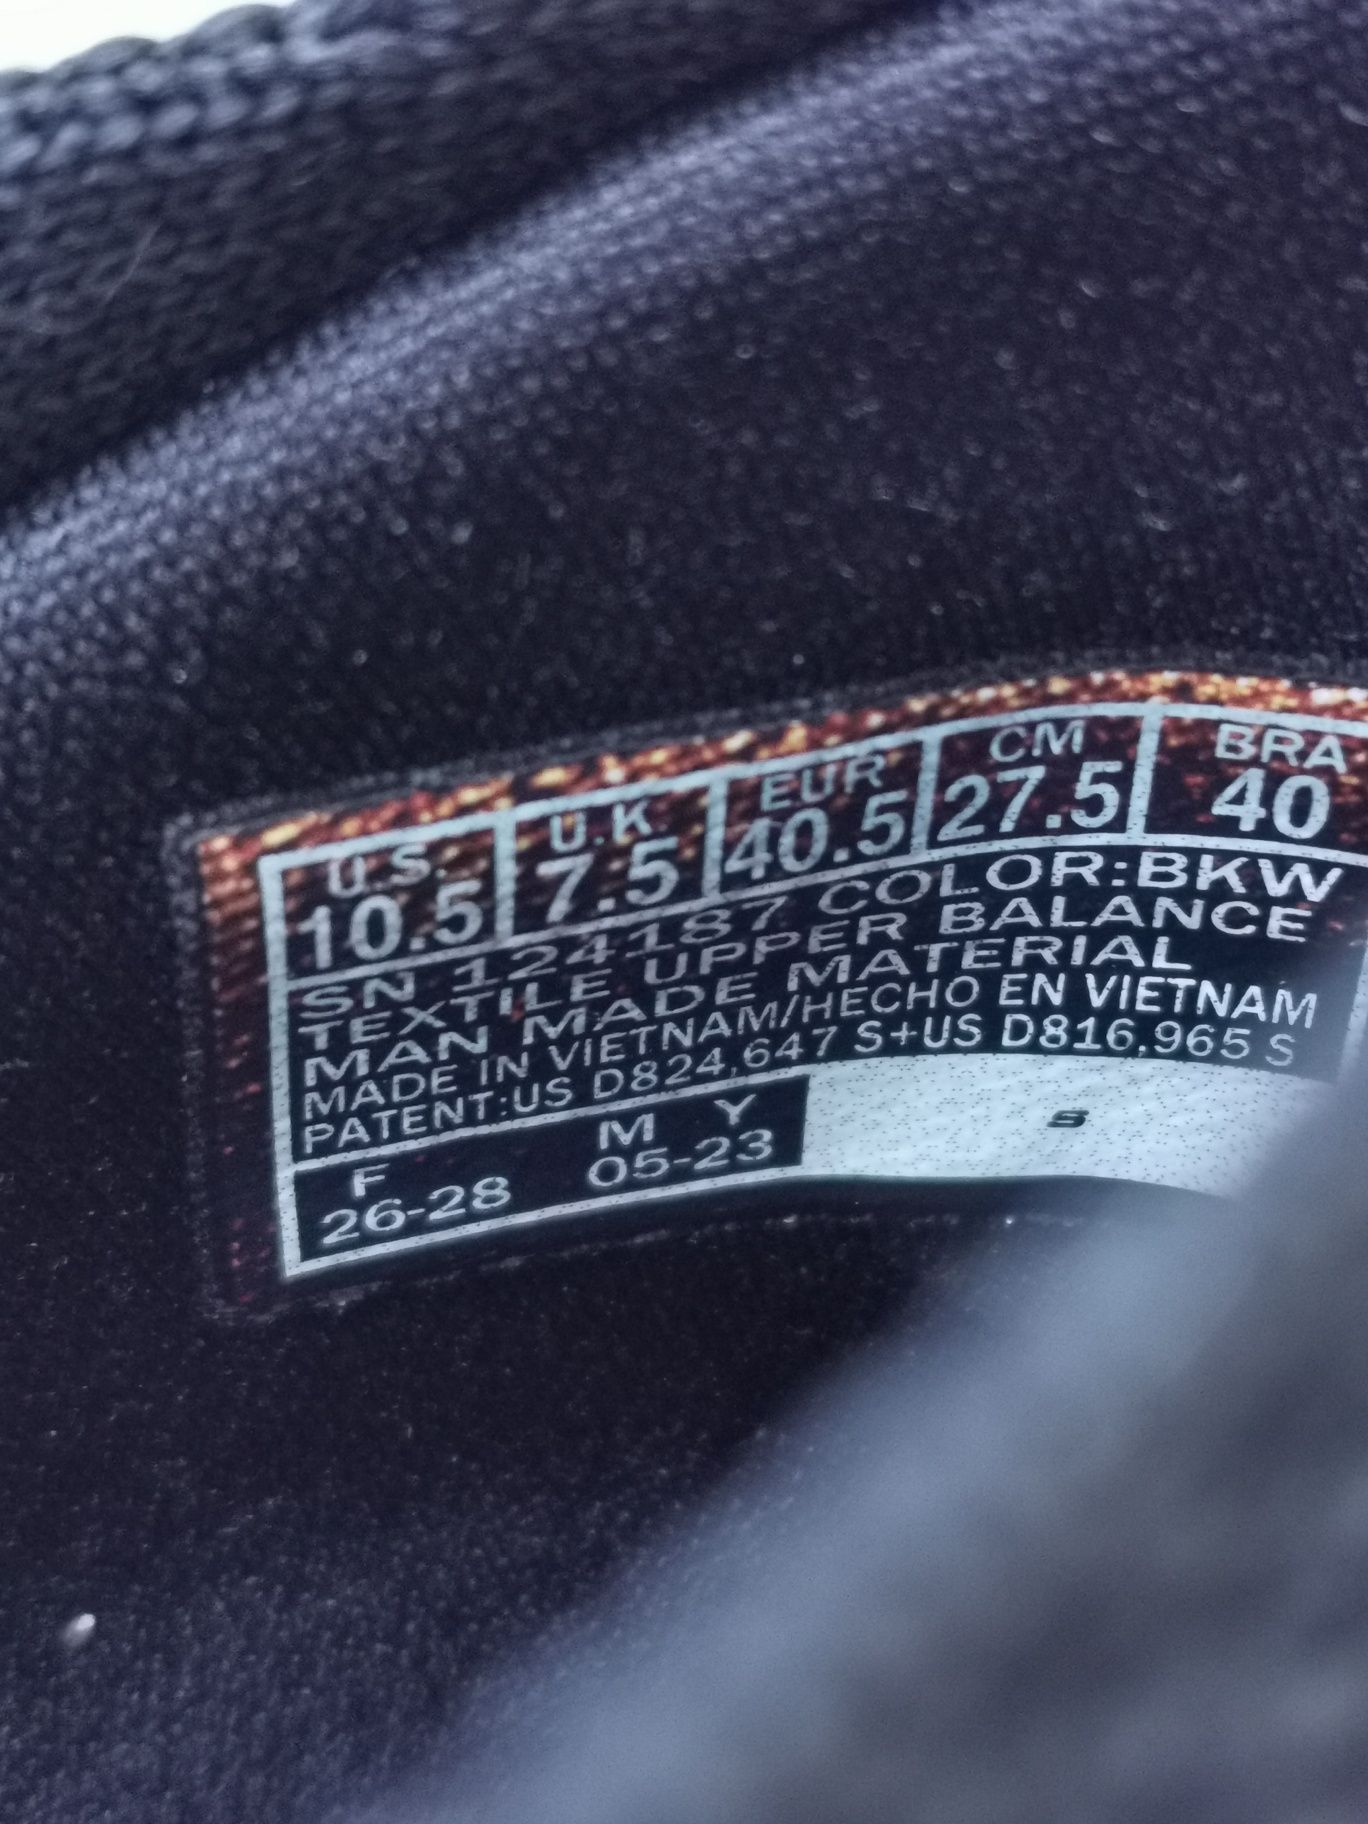 U.S. U.K. EUR CM BRA
10.5 7.5 40.5 27.5 40
SN 124187 COLOR:BKW
TEXTILE UPPER BALANCE
MAN MADE MATERIAL
MADE IN VIETNAM/HECHO EN VIETNAM
PATENT:US D824,647 S+US D816,965 S
F M Y
26-28 05-23
S